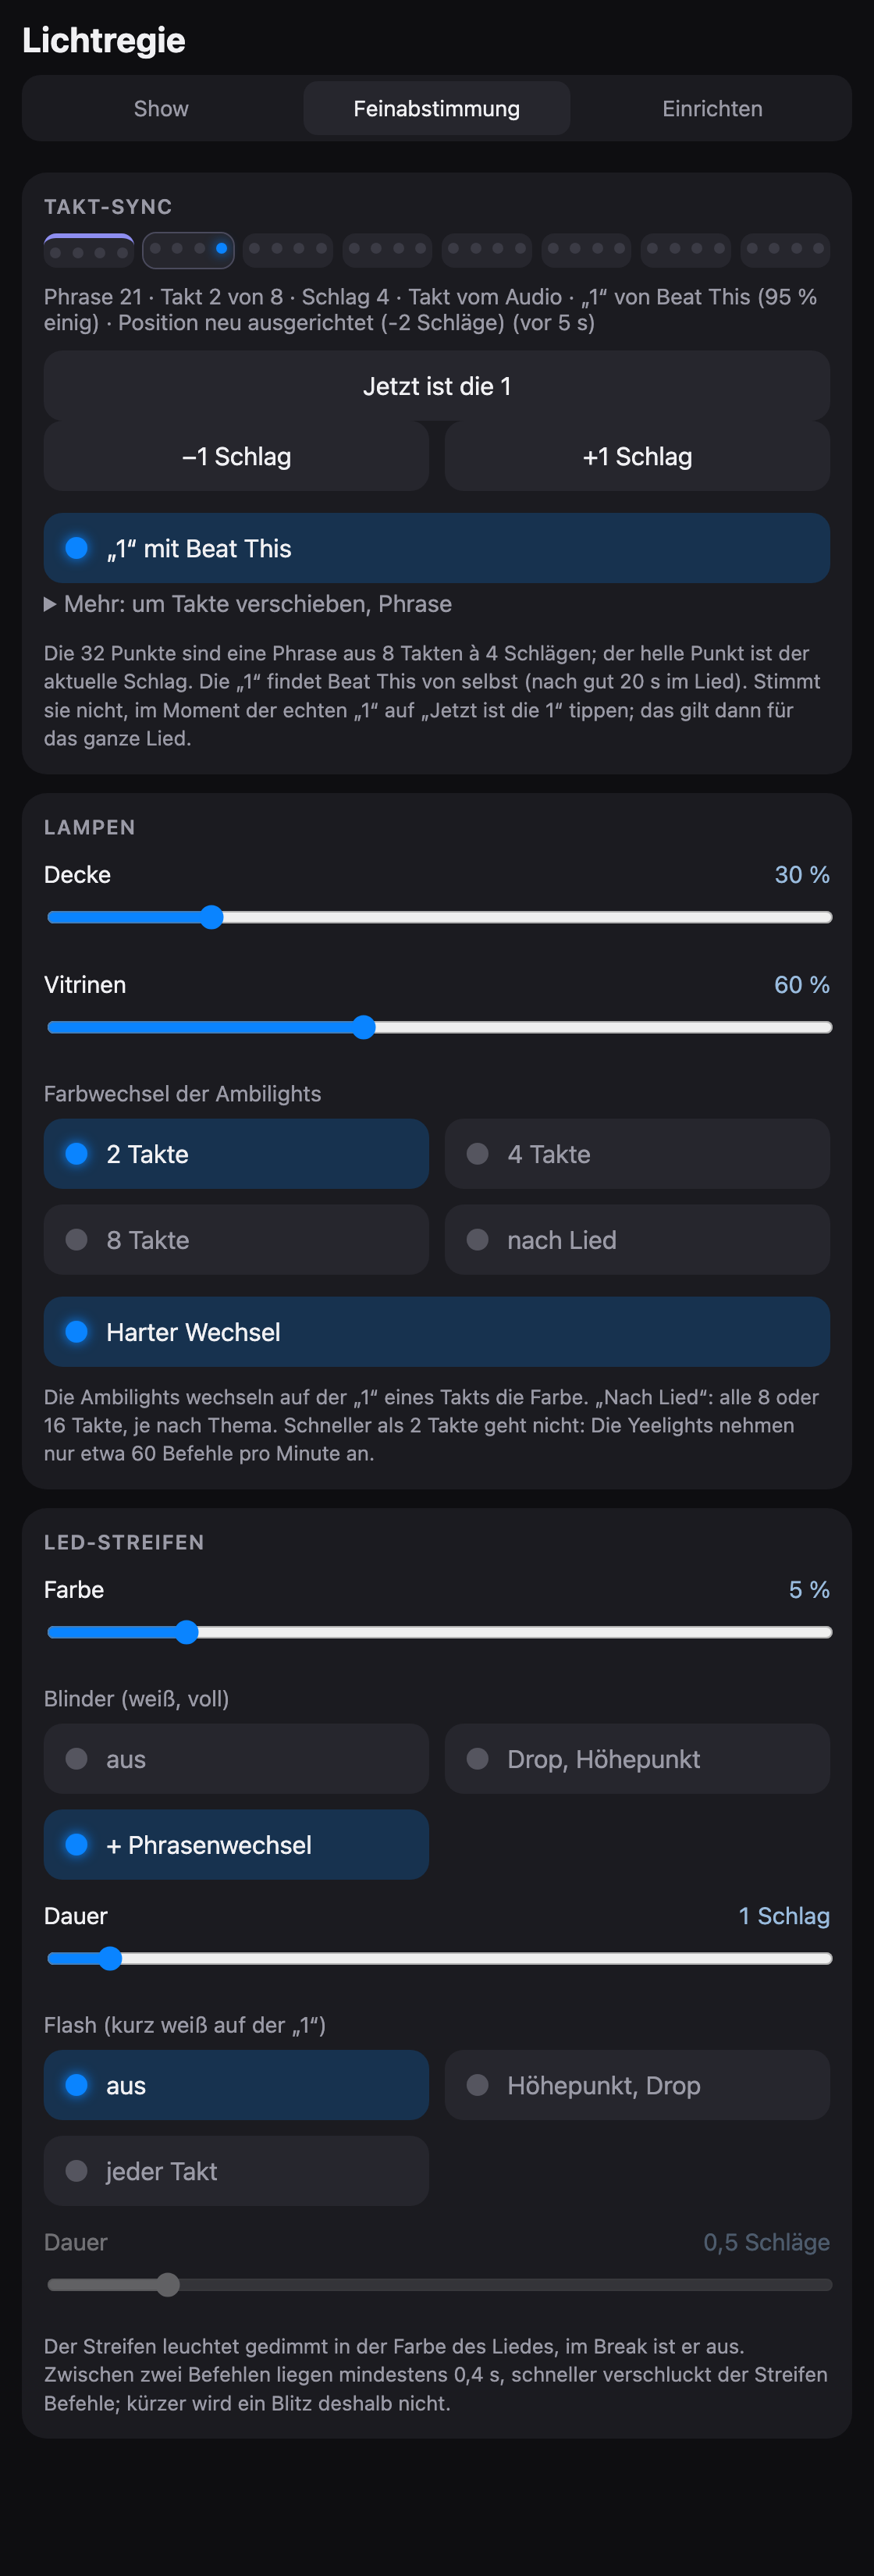 Lichtregie
Show
Feinabstimmung
Einrichten
TAKT-SYNC
Phrase 21 · Takt 2 von 8 · Schlag 4 · Takt vom Audio · „1“ von Beat This (95 %
einig) · Position neu ausgerichtet (-2 Schläge) (vor 5 s)
Jetzt ist die 1
−1 Schlag
+1 Schlag
„1“ mit Beat This
Mehr: um Takte verschieben, Phrase
Die 32 Punkte sind eine Phrase aus 8 Takten à 4 Schlägen; der helle Punkt ist der
aktuelle Schlag. Die „1“ findet Beat This von selbst (nach gut 20 s im Lied). Stimmt
sie nicht, im Moment der echten „1“ auf „Jetzt ist die 1“ tippen; das gilt dann für
das ganze Lied.
LAMPEN
Decke
30 %
Vitrinen
60 %
Farbwechsel der Ambilights
2 Takte
4 Takte
8 Takte
nach Lied
Harter Wechsel
Die Ambilights wechseln auf der „1“ eines Takts die Farbe. „Nach Lied“: alle 8 oder
16 Takte, je nach Thema. Schneller als 2 Takte geht nicht: Die Yeelights nehmen
nur etwa 60 Befehle pro Minute an.
LED-STREIFEN
Farbe
5 %
Blinder (weiß, voll)
aus
Drop, Höhepunkt
+ Phrasenwechsel
Dauer
1 Schlag
Flash (kurz weiß auf der „1“)
aus
Höhepunkt, Drop
jeder Takt
Dauer
0,5 Schläge
Der Streifen leuchtet gedimmt in der Farbe des Liedes, im Break ist er aus.
Zwischen zwei Befehlen liegen mindestens 0,4 s, schneller verschluckt der Streifen
Befehle; kürzer wird ein Blitz deshalb nicht.